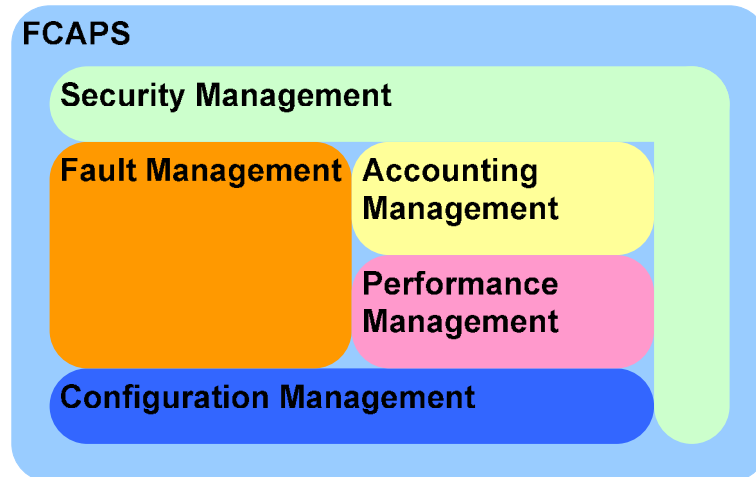 FCAPS
Security Management
Fault Management
Accounting
Management
Performance
Management
Configuration Management